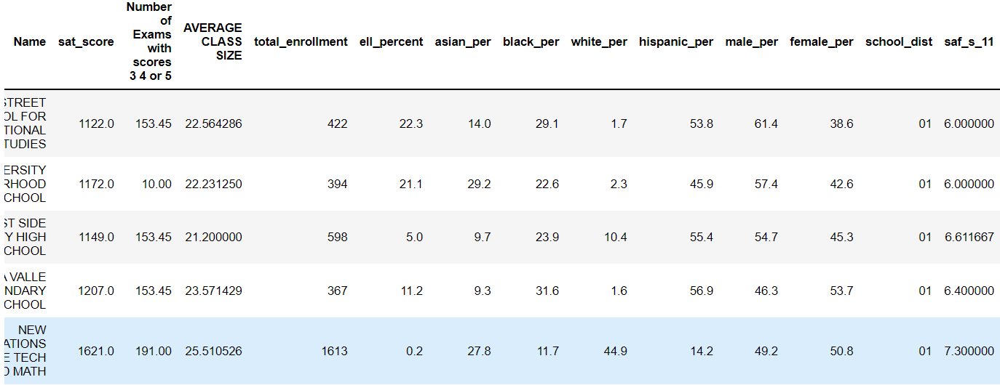 Name sat_score Number of Exams with scores 3 4 or 5 AVERAGE CLASS SIZE total_enrollment ell_percent asian_per black_per white_per hispanic_per male_per female_per school_dist saf_s_11
STREET
OL FOR
TIONAL
TUDIES 1122.0 153.45 22.564286 422 22.3 14.0 29.1 1.7 53.8 61.4 38.6 01 6.000000
ERSITY
RHOOD
CHOOL 1172.0 10.00 22.231250 394 21.1 29.2 22.6 2.3 45.9 57.4 42.6 01 6.000000
ST SIDE
Y HIGH
CHOOL 1149.0 153.45 21.200000 598 5.0 9.7 23.9 10.4 55.4 54.7 45.3 01 6.611667
A VALLE
NDARY
CHOOL 1207.0 153.45 23.571429 367 11.2 9.3 31.6 1.6 56.9 46.3 53.7 01 6.400000
NEW
ATIONS
E TECH
D MATH 1621.0 191.00 25.510526 1613 0.2 27.8 11.7 44.9 14.2 49.2 50.8 01 7.300000